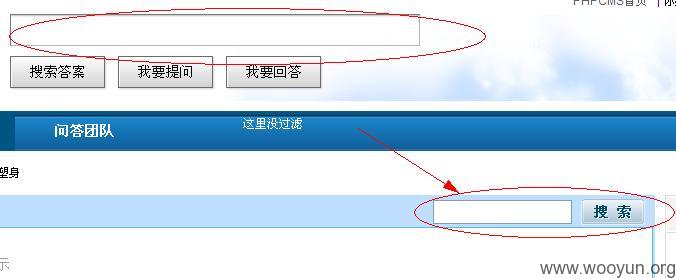 PHPCMS首页 | 你
搜索答案 我要提问 我要回答
问答团队 这里没过滤
塑身
搜 索
示
www.wooyun.org